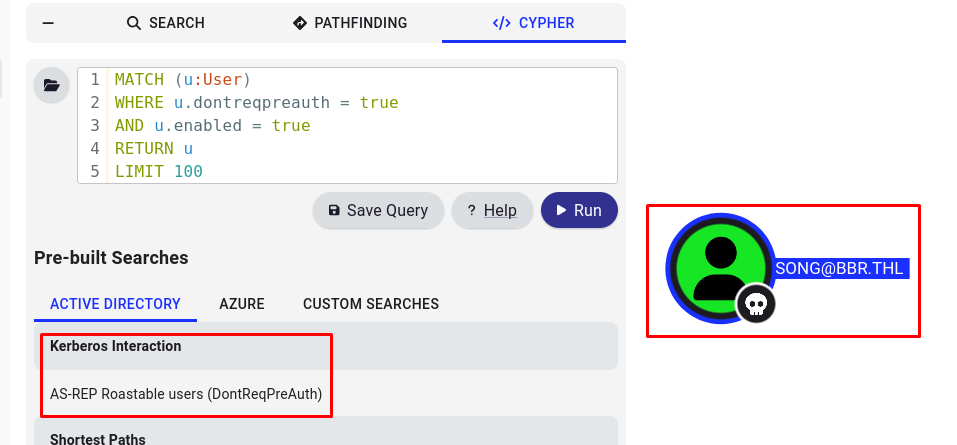 SEARCH
PATHFINDING
</> CYPHER
1 MATCH (u:User)
2 WHERE u.dontreqpreauth = true
3 AND u.enabled = true
4 RETURN u
5 LIMIT 100
Save Query
? Help
Run
SONG@BBR.THL
Pre-built Searches
ACTIVE DIRECTORY
AZURE
CUSTOM SEARCHES
Kerberos Interaction
AS-REP Roastable users (DontReqPreAuth)
Shortest Paths